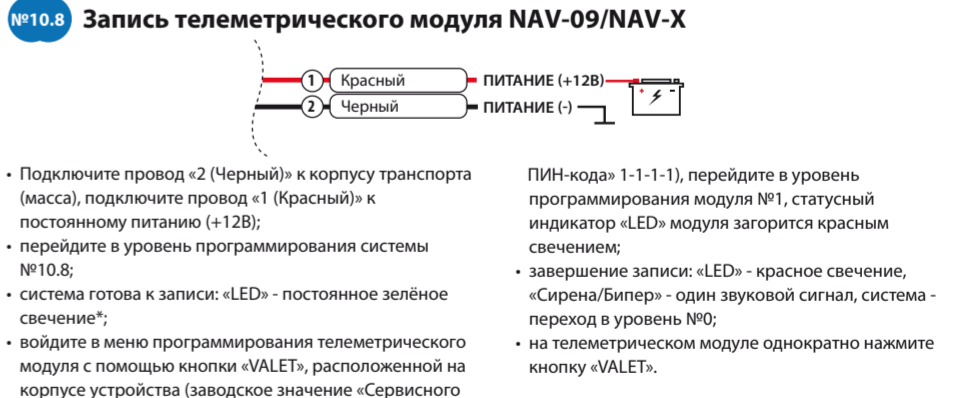 №10.8 Запись телеметрического модуля NAV-09/NAV-X
1 Красный ПИТАНИЕ (+12В)
2 Черный ПИТАНИЕ (-)
• Подключите провод «2 (Черный)» к корпусу транспорта
(масса), подключите провод «1 (Красный)» к
постоянному питанию (+12В);
• перейдите в уровень программирования системы
№10.8;
• система готова к записи: «LED» - постоянное зелёное
свечение*;
• войдите в меню программирования телеметрического
модуля с помощью кнопки «VALET», расположенной на
корпусе устройства (заводское значение «Сервисного
ПИН-кода» 1-1-1-1), перейдите в уровень
программирования модуля №1, статусный
индикатор «LED» модуля загорится красным
свечением;
• завершение записи: «LED» - красное свечение,
«Сирена/Бипер» - один звуковой сигнал, система -
переход в уровень №0;
• на телеметрическом модуле однократно нажмите
кнопку «VALET».